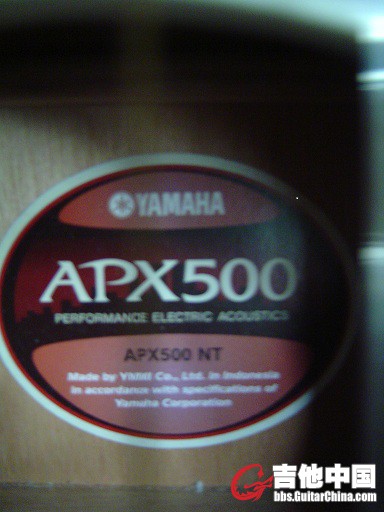 YAMAHA
APX500
PERFORMANCE ELECTRIC ACOUSTICS
APX500 NT
Made by YMMI Co., Ltd. in Indonesia
in accordance with specifications of
Yamaha Corporation
吉他中国
bbs.GuitarChina.com